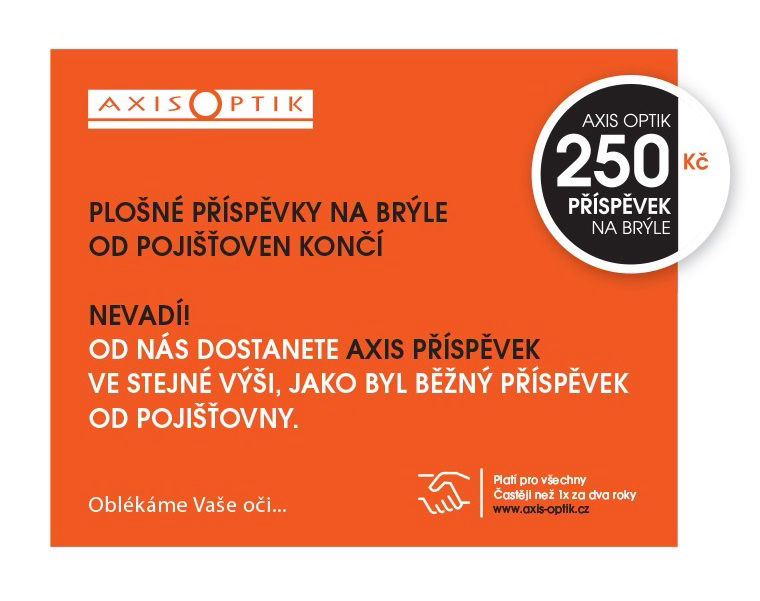 AXIS OPTIK
AXIS OPTIK
250 Kč
PŘÍSPĚVEK
NA BRÝLE
PLOŠNÉ PŘÍSPĚVKY NA BRÝLE
OD POJIŠŤOVEN KONČÍ
NEVADÍ!
OD NÁS DOSTANETE AXIS PŘÍSPĚVEK
VE STEJNÉ VÝŠI, JAKO BYL BĚŽNÝ PŘÍSPĚVEK
OD POJIŠŤOVNY.
Oblékáme Vaše oči...
Platí pro všechny
Častěji než 1x za dva roky
www.axis-optik.cz